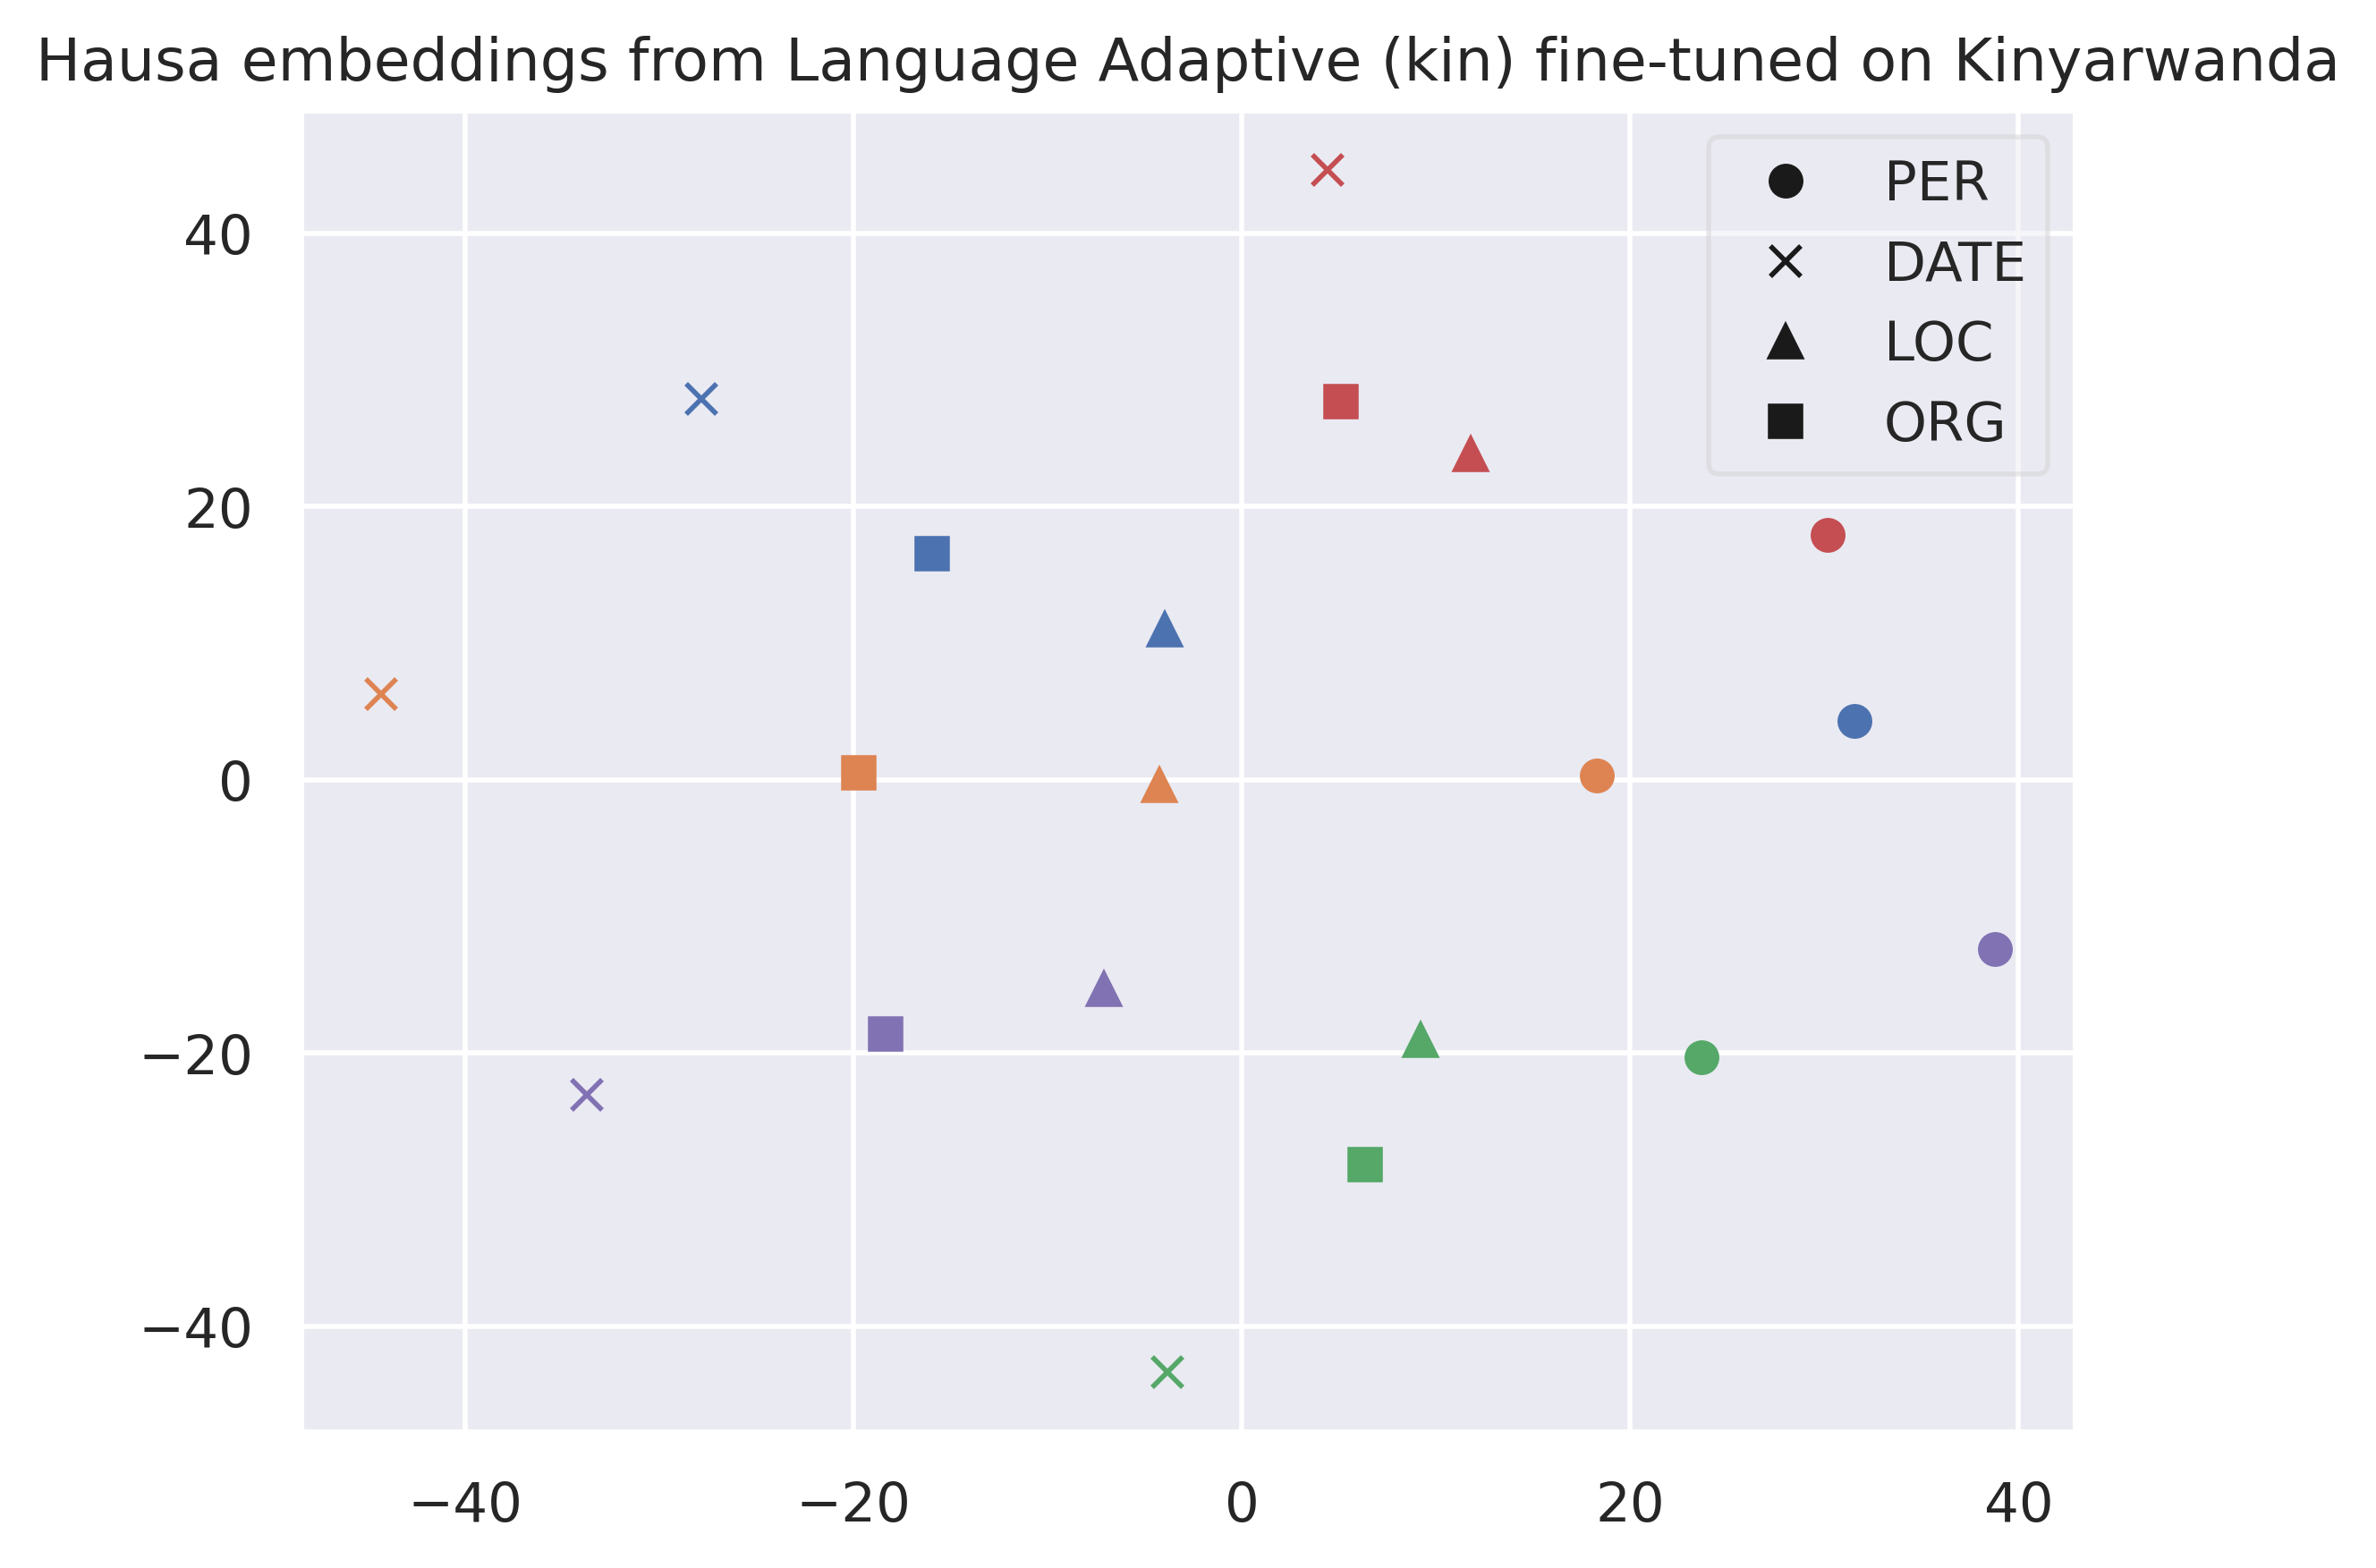 Hausa embeddings from Language Adaptive (kin) fine-tuned on Kinyarwanda
PER
DATE
LOC
ORG
40
20
0
−20
−40
−40
−20
0
20
40